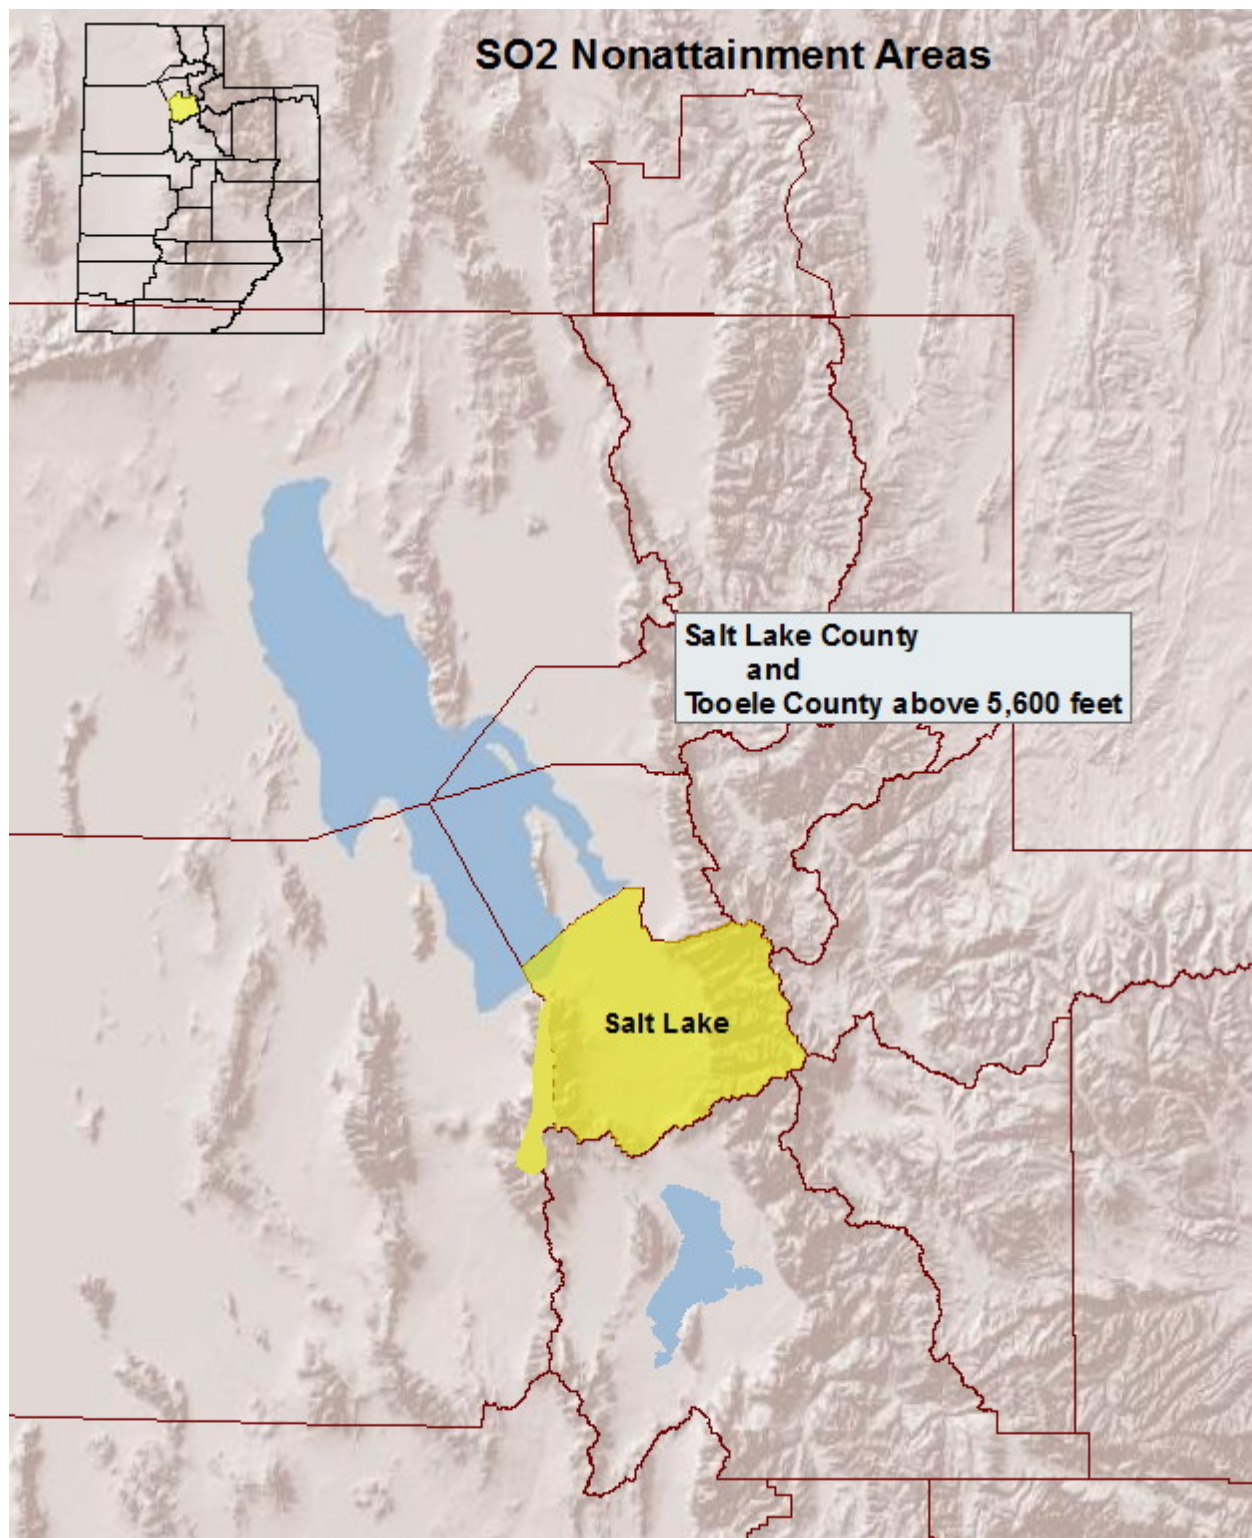 SO2 Nonattainment Areas
Salt Lake County
and
Tooele County above 5,600 feet
Salt Lake